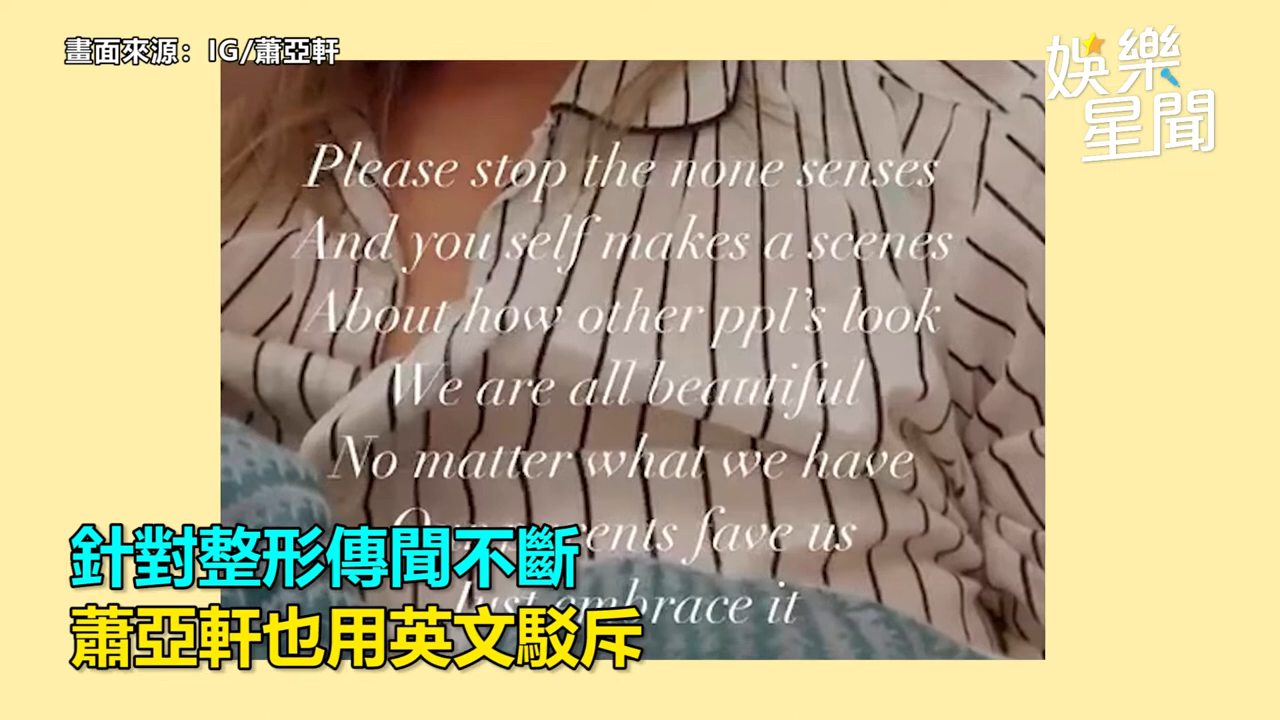 畫面來源：IG/蕭亞軒
娛樂
星聞
Please stop the none senses
And you self makes a scenes
About how other ppl's look
We are all beautiful
No matter what we have
Our parents fave us
Just embrace it
針對整形傳聞不斷
蕭亞軒也用英文駁斥